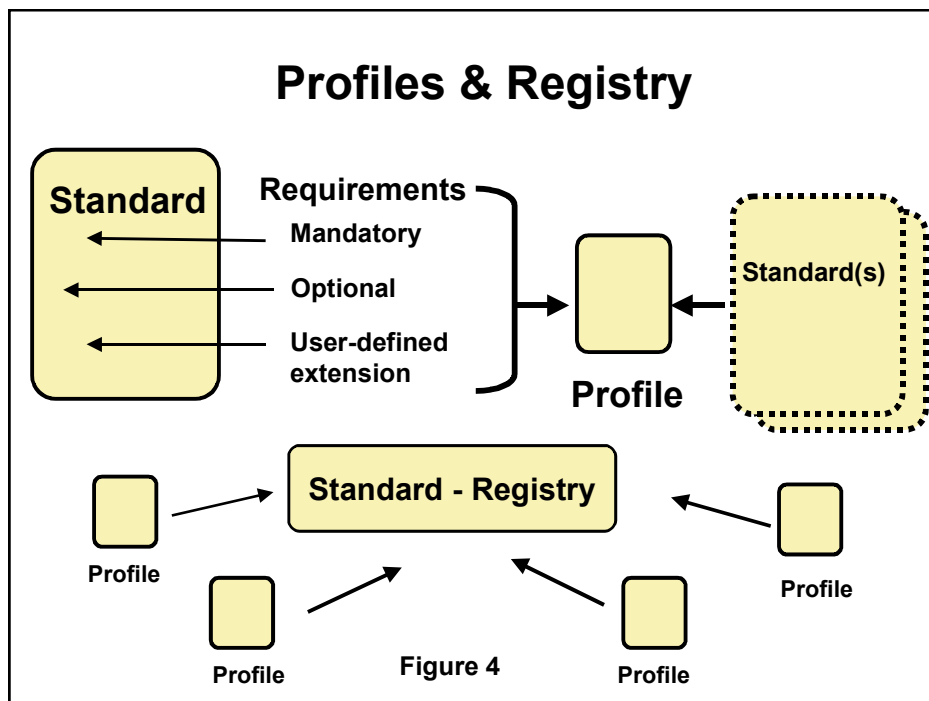 Profiles & Registry
Standard
Requirements
Mandatory
Optional
User-defined
extension
Profile
Standard(s)
Standard - Registry
Profile
Profile
Profile
Profile
Figure 4